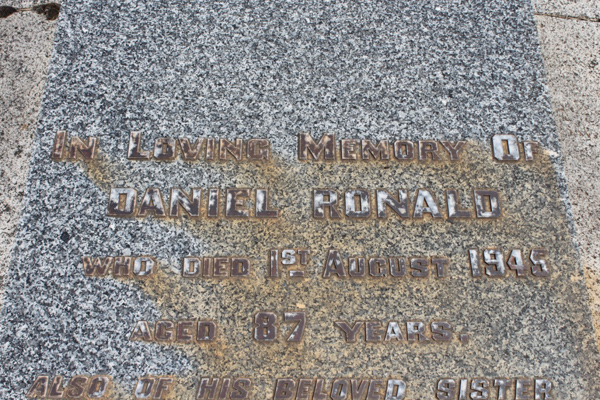 In Loving Memory Of
DANIEL RONALD
WHO DIED 1ST AUGUST 1945
AGED 87 YEARS.
ALSO OF HIS BELOVED SISTER